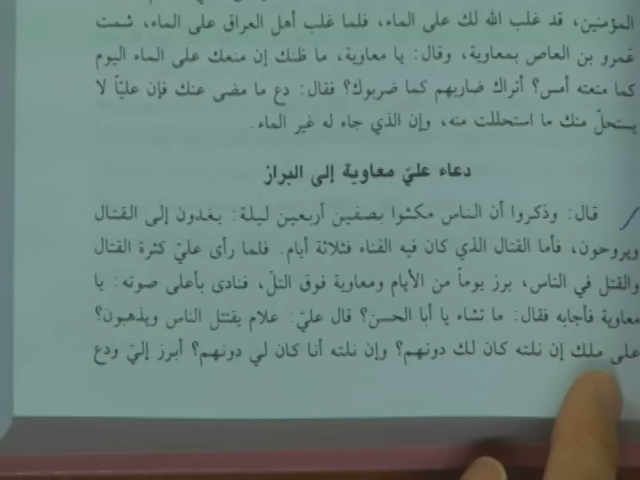 المؤمنين، قد غلب الله لك على الماء، فلما غلب أهل العراق على الماء، شمت
عمرو بن العاص بمعاوية، وقال: يا معاوية، ما ظنك إن منعك على الماء اليوم
كما منعته أمس؟ أتراك ضاربهم كما ضربوك؟ فقال: دع ما مضى عنك فإن عليّاً لا
يستحلّ منك ما استحللت منه، وإن الذي جاء له غير الماء.
دعاء عليّ معاوية إلى البراز
قال: وذكروا أن الناس مكثوا بصفين أربعين ليلة: يغدون إلى القتال
ويروحون، فأما القتال الذي كان فيه الفناء فثلاثة أيام. فلما رأى عليّ كثرة القتال
والقتل في الناس، برز يوماً من الأيام ومعاوية فوق التلّ، فنادى بأعلى صوته: يا
معاوية فأجابه فقال: ما تشاء يا أبا الحسن؟ قال عليّ: علام يقتتل الناس ويذهبون؟
على ملك إن نلته كان لك دونهم؟ وإن نلته أنا كان لي دونهم؟ أبرز إليّ ودع